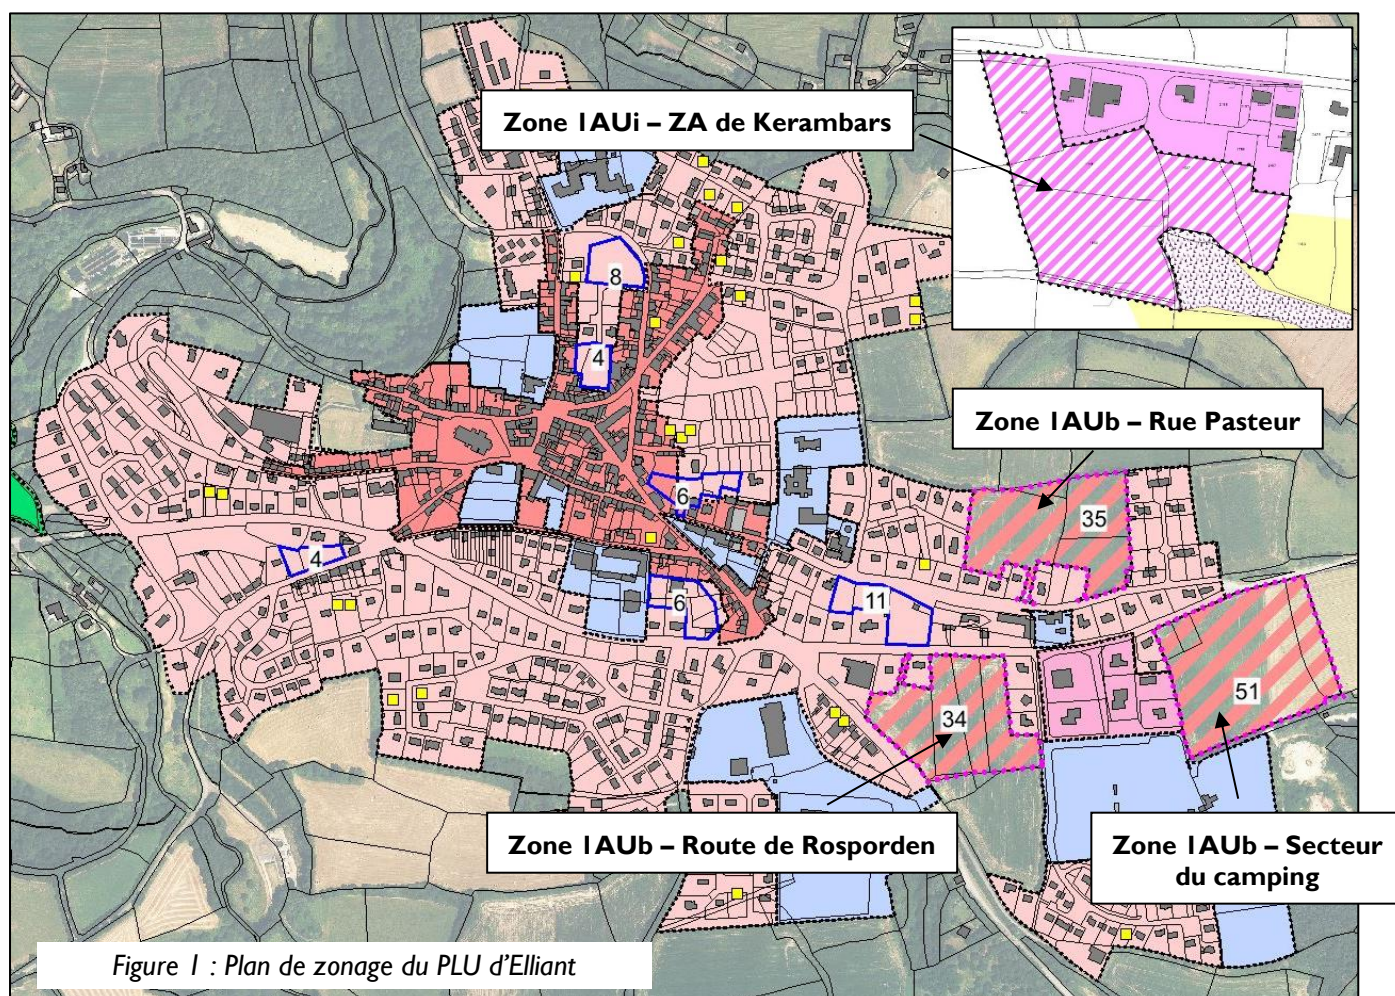 Zone 1AUi – ZA de Kerambars
8
4
Zone 1AUb – Rue Pasteur
6
35
4
6
11
51
34
Zone 1AUb – Route de Rosporden
Zone 1AUb – Secteur
du camping
Figure 1 : Plan de zonage du PLU d'Elliant